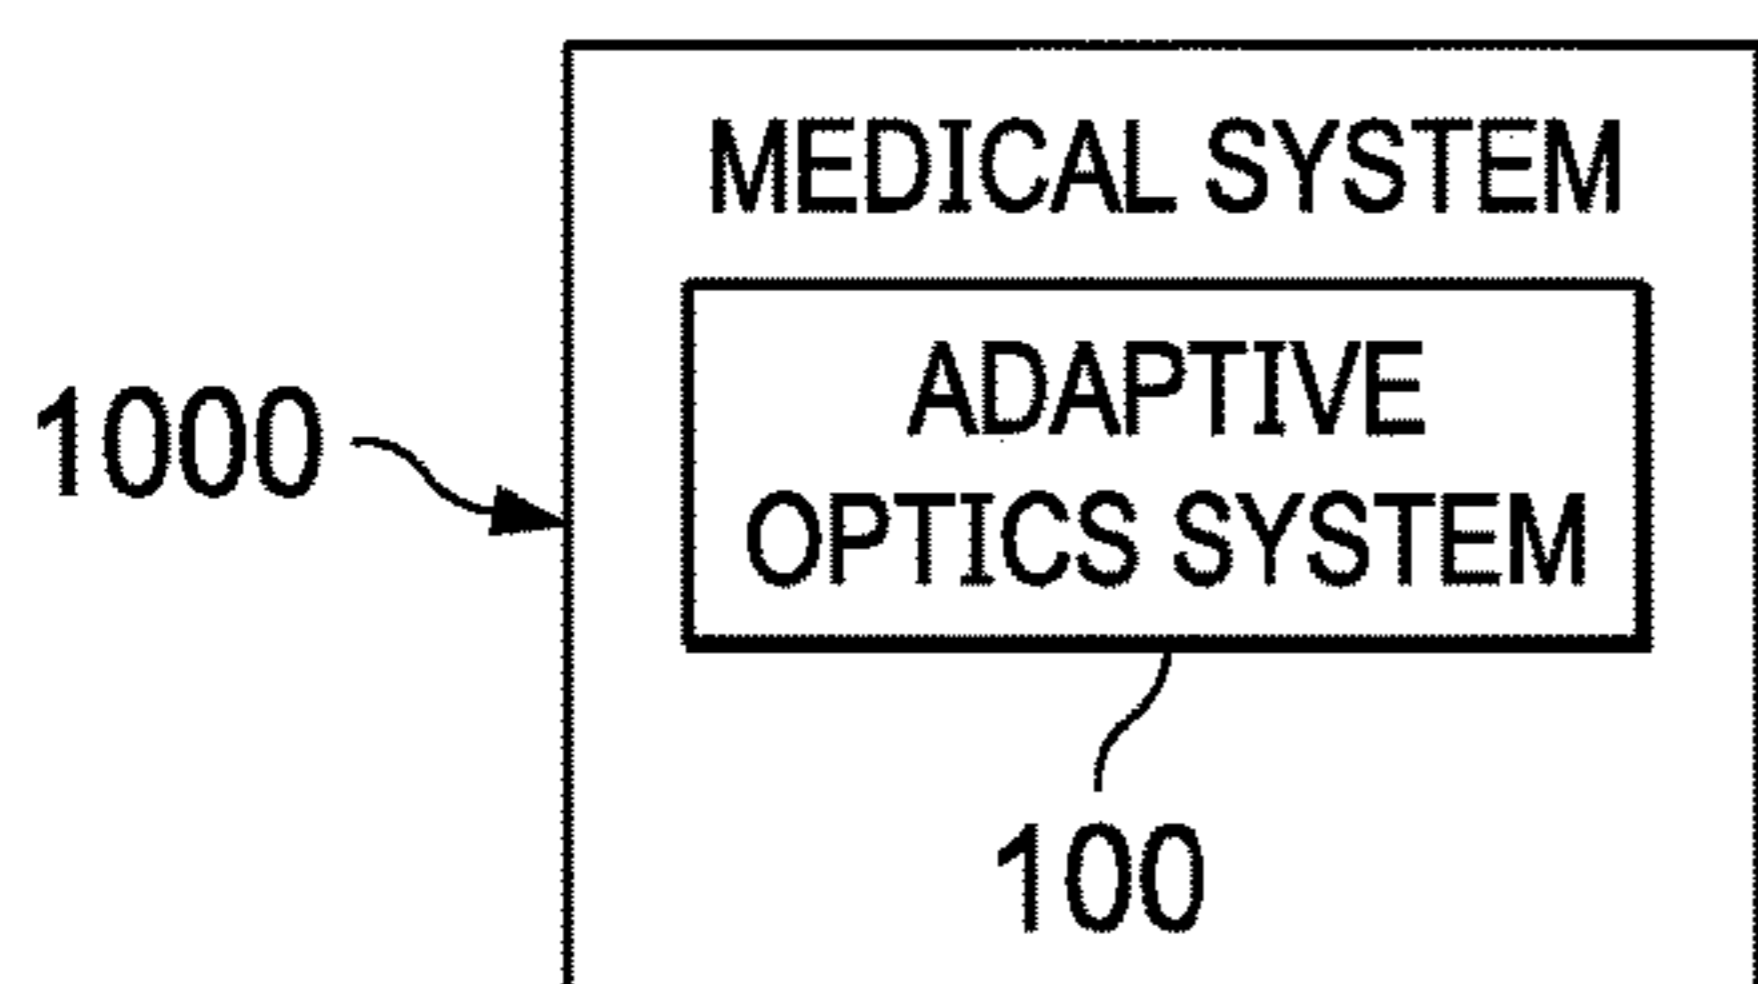 MEDICAL SYSTEM
ADAPTIVE
OPTICS SYSTEM
1000
100